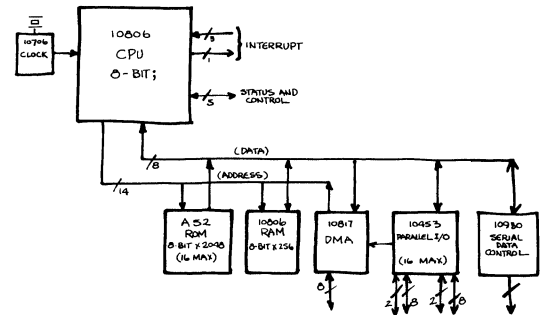 10706
CLOCK
10806
CPU
8-BIT;
3
1
INTERRUPT
5
STATUS AND
CONTROL
8
(DATA)
14
(ADDRESS)
A52
ROM
8-BIT x 2048
(16 MAX)
10806
RAM
8-BIT x 256
10817
DMA
8
10453
PARALLEL I/O
(16 MAX)
2
8
2
8
10930
SERIAL
DATA
CONTROL